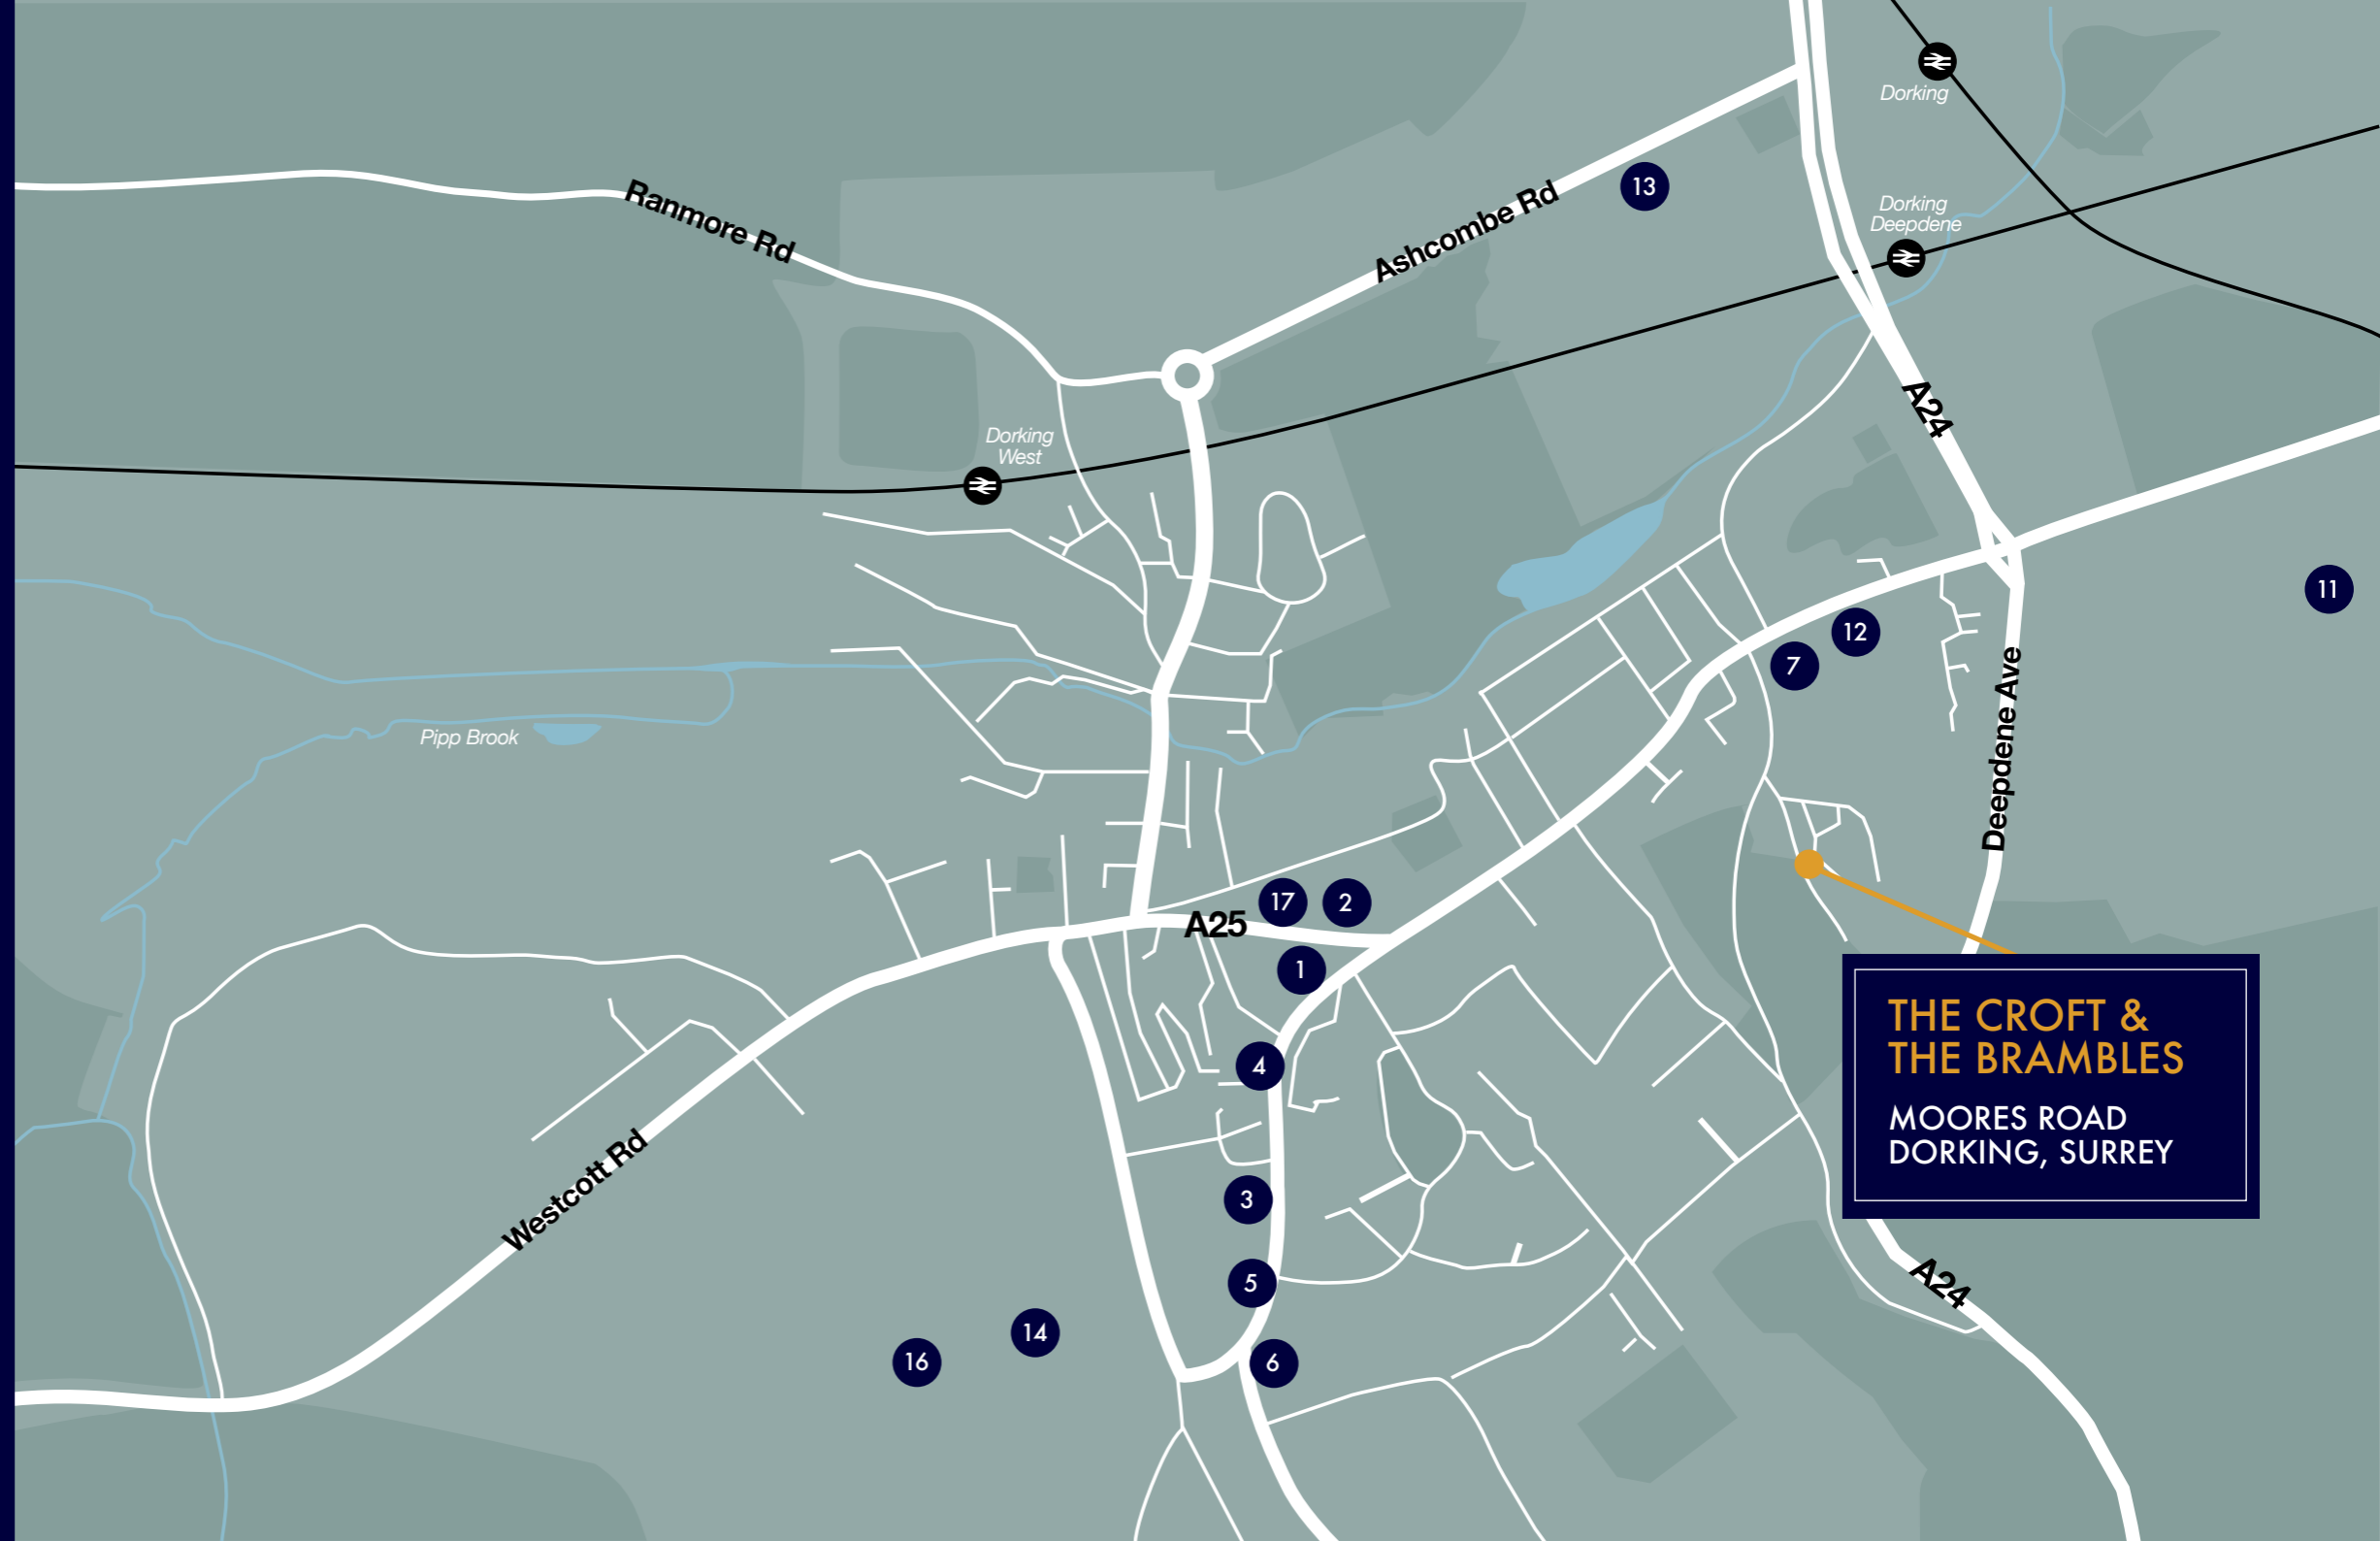 Dorking
13
Dorking
Deepdene
Ranmore Rd
Ashcombe Rd
A24
Dorking
West
11
12
7
Pipp Brook
Deepdene Ave
17
2
A25
1
THE CROFT &
THE BRAMBLES
MOORES ROAD
DORKING, SURREY
4
Westcott Rd
3
5
A24
14
16
6